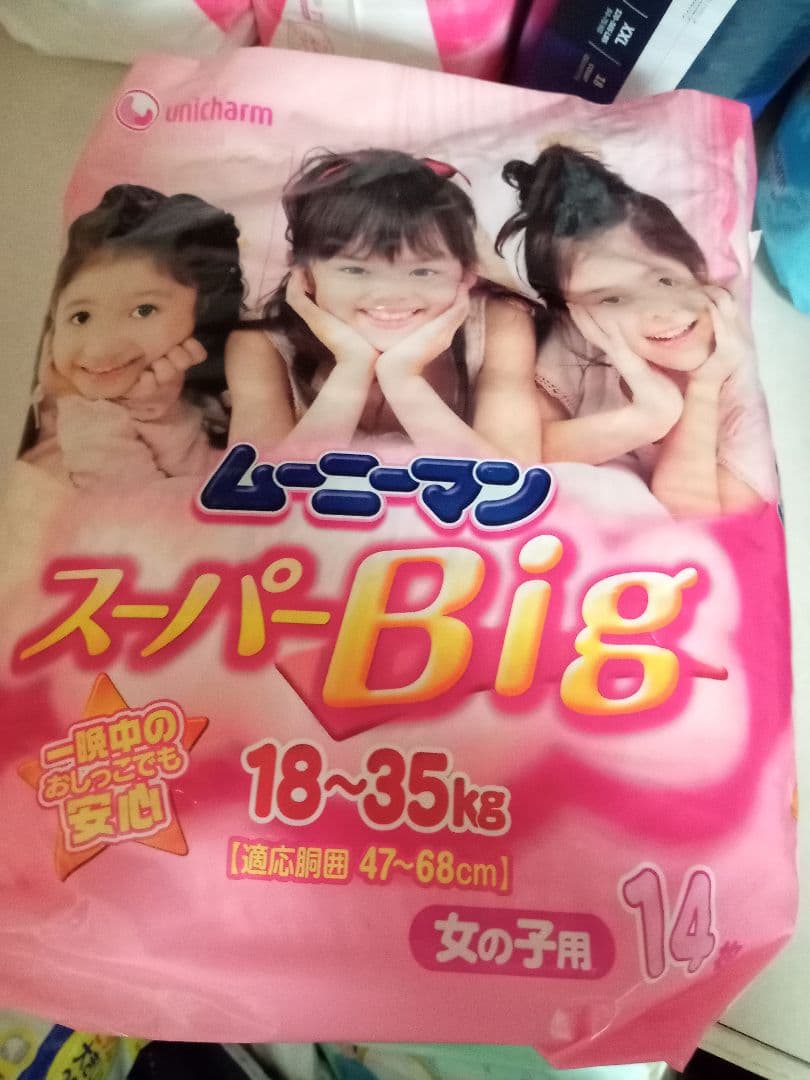 XXL
18
unicharm
ムーニーマン
スーパーBig
一晩中の
おしっこでも
安心
18～35kg
【適応胴囲 47～68cm】
女の子用
14